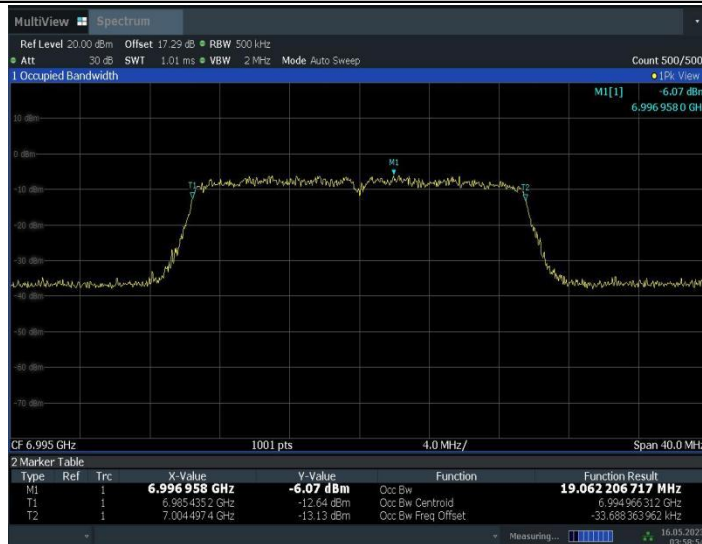 MultiView Spectrum
Ref Level 20.00 dBm Offset 17.29 dB RBW 500 kHz
Att 30 dB SWT 1.01 ms VBW 2 MHz Mode Auto Sweep Count 500/500
1 Occupied Bandwidth 1Pk View
M1[1] -6.07 dBm
6.996 958 0 GH
10 dBm
0 dBm
M1
T1
T2
-10 dBm
-20 dBm
-30 dBm
-40 dBm
-50 dBm
-60 dBm
-70 dBm
CF 6.995 GHz 1001 pts 4.0 MHz/ Span 40.0 MHz
2 Marker Table
Type Ref Trc X-Value Y-Value Function Function Result
M1 1 6.996 958 GHz -6.07 dBm Occ Bw 19.062 206 717 MHz
T1 1 6.985 435 2 GHz -12.64 dBm Occ Bw Centroid 6.994 966 312 GHz
T2 1 7.004 497 4 GHz -13.13 dBm Occ Bw Freq Offset -33.688 363 962 kHz
Measuring... 16.05.2023
03:58:5